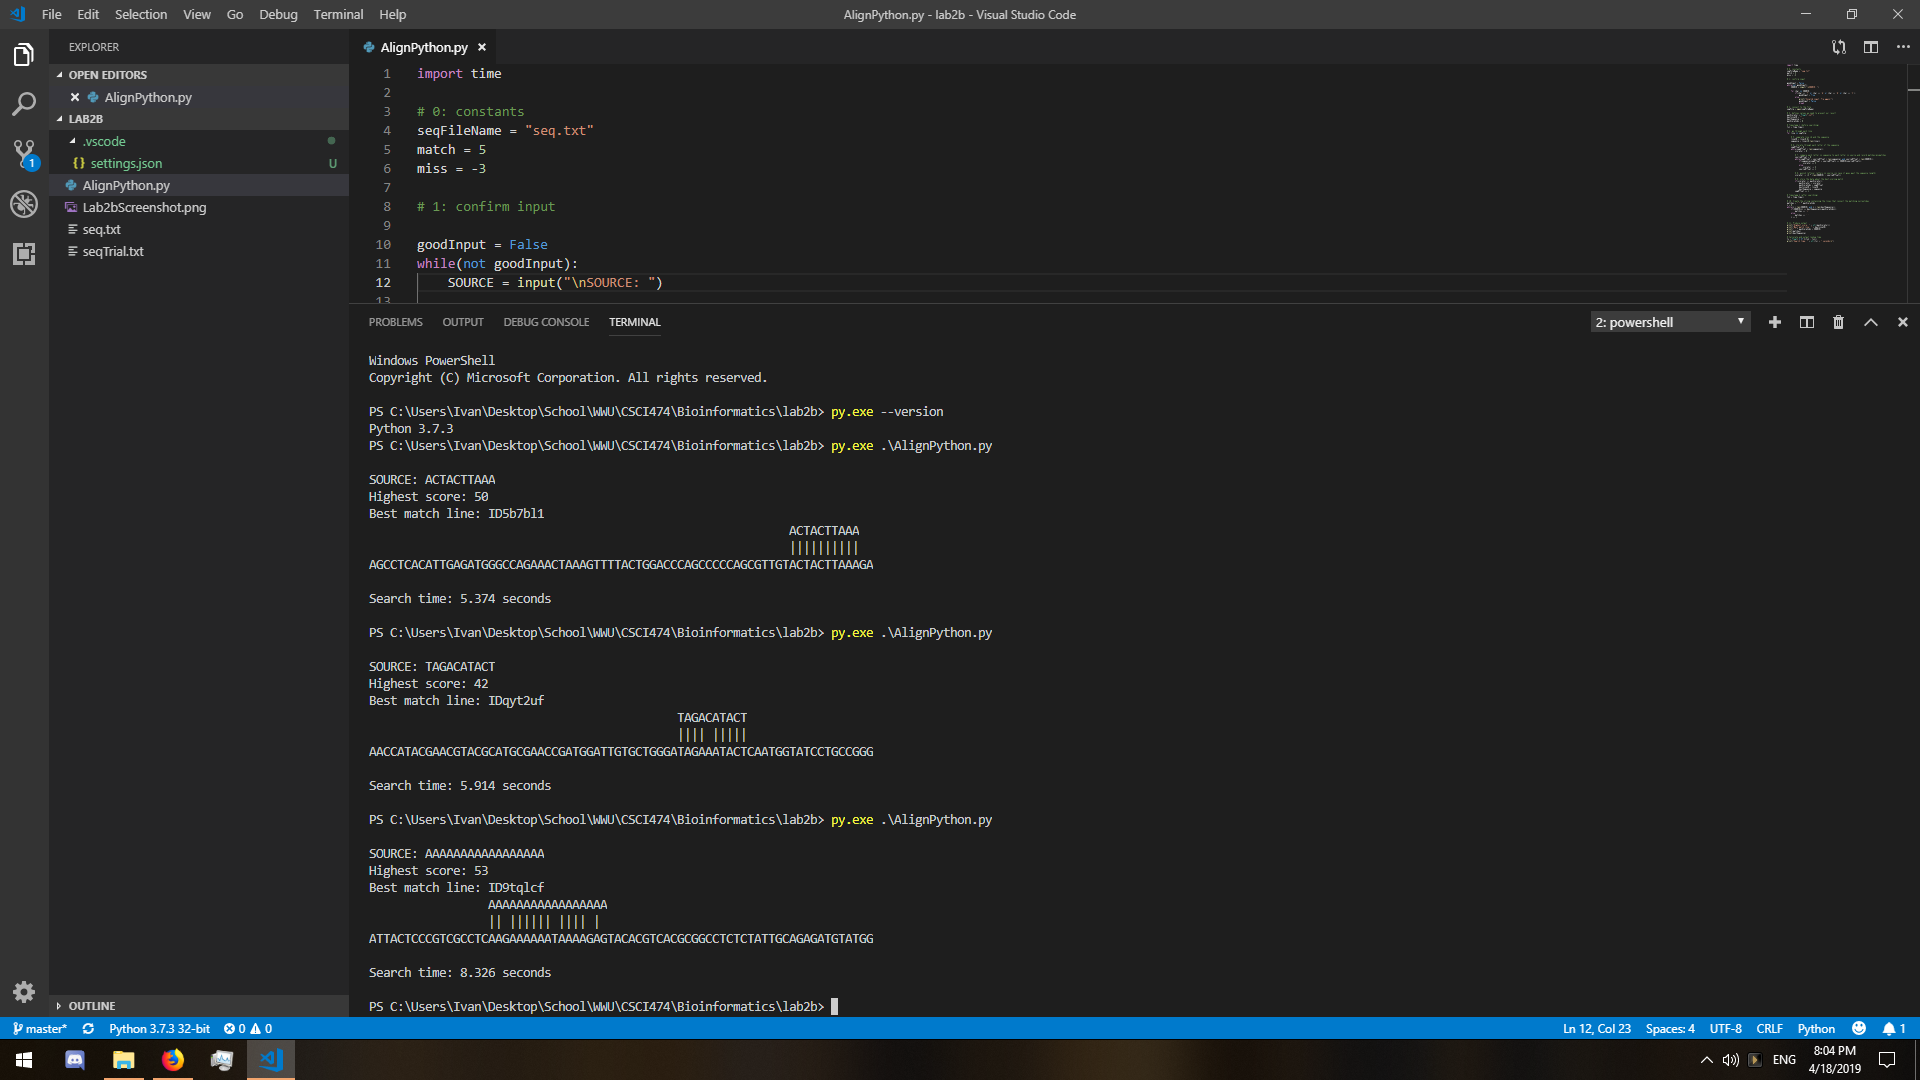 File Edit Selection View Go Debug Terminal Help
AlignPython.py - lab2b - Visual Studio Code
EXPLORER
OPEN EDITORS
AlignPython.py
LAB2B
.vscode
{} settings.json U
AlignPython.py
Lab2bScreenshot.png
seq.txt
seqTrial.txt
OUTLINE
1
AlignPython.py
1 import time
2
3 # 0: constants
4 seqFileName = "seq.txt"
5 match = 5
6 miss = -3
7
8 # 1: confirm input
9
10 goodInput = False
11 while(not goodInput):
12 SOURCE = input("\nSOURCE: ")
13
PROBLEMS OUTPUT DEBUG CONSOLE TERMINAL
2: powershell
Windows PowerShell
Copyright (C) Microsoft Corporation. All rights reserved.
PS C:\Users\Ivan\Desktop\School\WWU\CSCI474\Bioinformatics\lab2b> py.exe --version
Python 3.7.3
PS C:\Users\Ivan\Desktop\School\WWU\CSCI474\Bioinformatics\lab2b> py.exe .\AlignPython.py
SOURCE: ACTACTTAAA
Highest score: 50
Best match line: ID5b7bl1
ACTACTTAAA
||||||||||
AGCCTCACATTGAGATGGGCCAGAAACTAAAGTTTTACTGGACCCAGCCCCCAGCGTTGTACTACTTAAAGA
Search time: 5.374 seconds
PS C:\Users\Ivan\Desktop\School\WWU\CSCI474\Bioinformatics\lab2b> py.exe .\AlignPython.py
SOURCE: TAGACATACT
Highest score: 42
Best match line: IDqyt2uf
TAGACATACT
|||| |||||
AACCATACGAACGTACGCATGCGAACCGATGGATTGTGCTGGGATAGAAATACTCAATGGTATCCTGCCGGG
Search time: 5.914 seconds
PS C:\Users\Ivan\Desktop\School\WWU\CSCI474\Bioinformatics\lab2b> py.exe .\AlignPython.py
SOURCE: AAAAAAAAAAAAAAAAA
Highest score: 53
Best match line: ID9tqlcf
AAAAAAAAAAAAAAAAA
|| |||||| |||| |
ATTACTCCCGTCGCCTCAAGAAAAAATAAAAGAGTACACGTCACGCGGCCTCTCTATTGCAGAGATGTATGG
Search time: 8.326 seconds
PS C:\Users\Ivan\Desktop\School\WWU\CSCI474\Bioinformatics\lab2b>
master* Python 3.7.3 32-bit 0 0 Ln 12, Col 23 Spaces: 4 UTF-8 CRLF Python 1
ENG
8:04 PM
4/18/2019